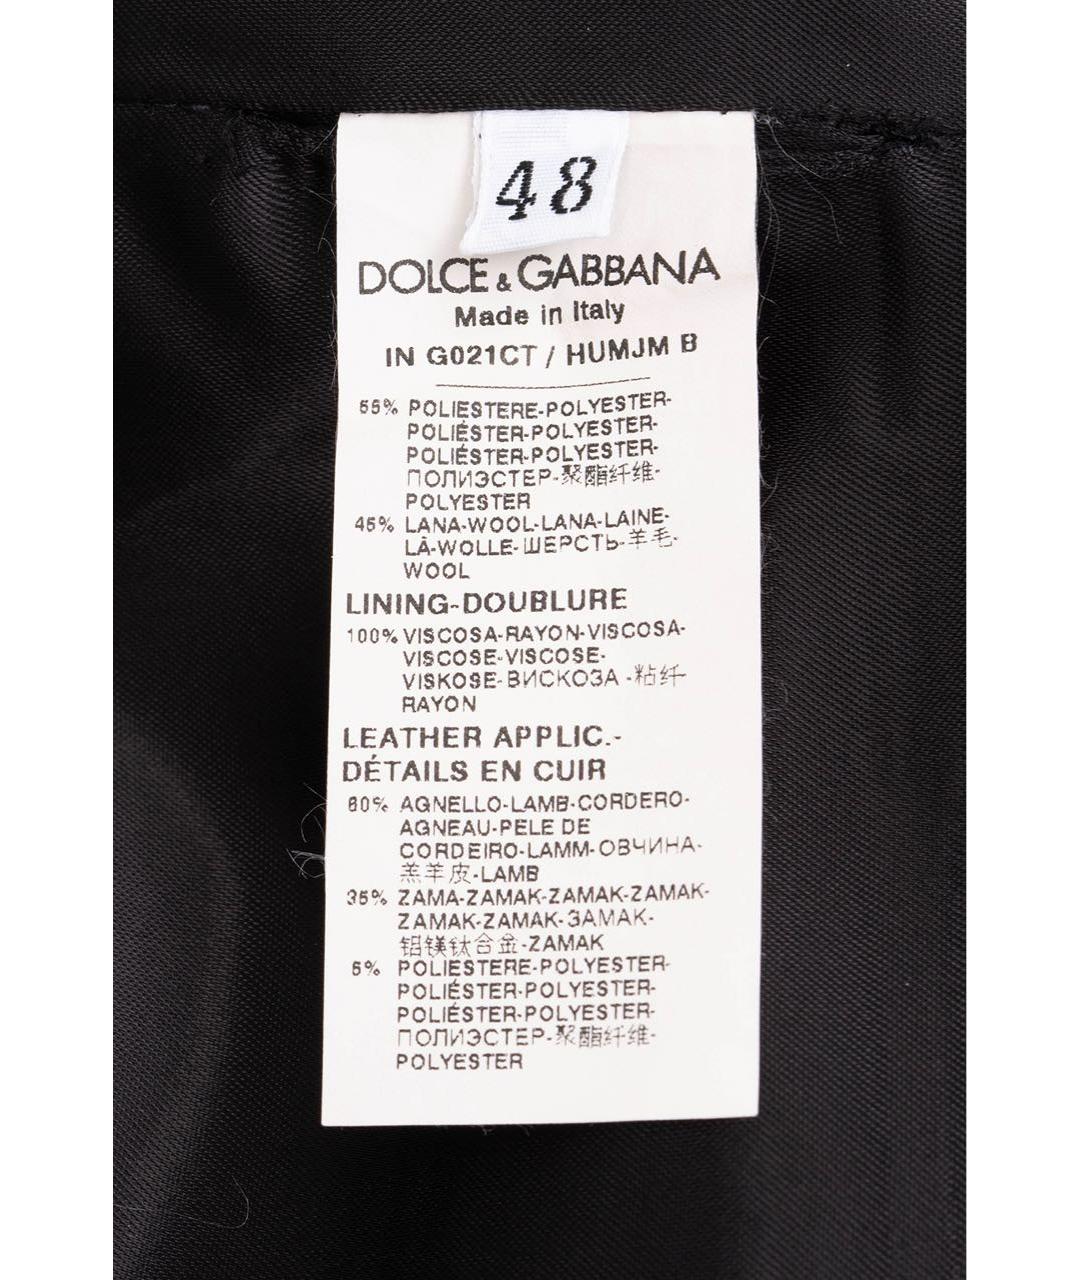 48
DOLCE & GABBANA
Made in Italy
IN G021CT / HUMJM B
55% POLIESTERE-POLYESTER-
POLIÉSTER-POLYESTER-
POLIÉSTER-POLYESTER-
ПОЛИЭСТЕР-聚酯纤维-
POLYESTER
45% LANA-WOOL-LANA-LAINE-
LÃ-WOLLE-ШЕРСТЬ-羊毛-
WOOL
LINING-DOUBLURE
100% VISCOSA-RAYON-VISCOSA-
VISCOSE-VISCOSE-
VISKOSE-ВИСКОЗА -粘纤-
RAYON
LEATHER APPLIC.-
DÉTAILS EN CUIR
60% AGNELLO-LAMB-CORDERO-
AGNEAU-PELE DE
CORDEIRO-LAMM-ОВЧИНА-
羔羊皮-LAMB
35% ZAMA-ZAMAK-ZAMAK-ZAMAK-
ZAMAK-ZAMAK-ЗАМАК-
铝镁钛合金-ZAMAK
5% POLIESTERE-POLYESTER-
POLIÉSTER-POLYESTER-
POLIÉSTER-POLYESTER-
ПОЛИЭСТЕР-聚酯纤维-
POLYESTER